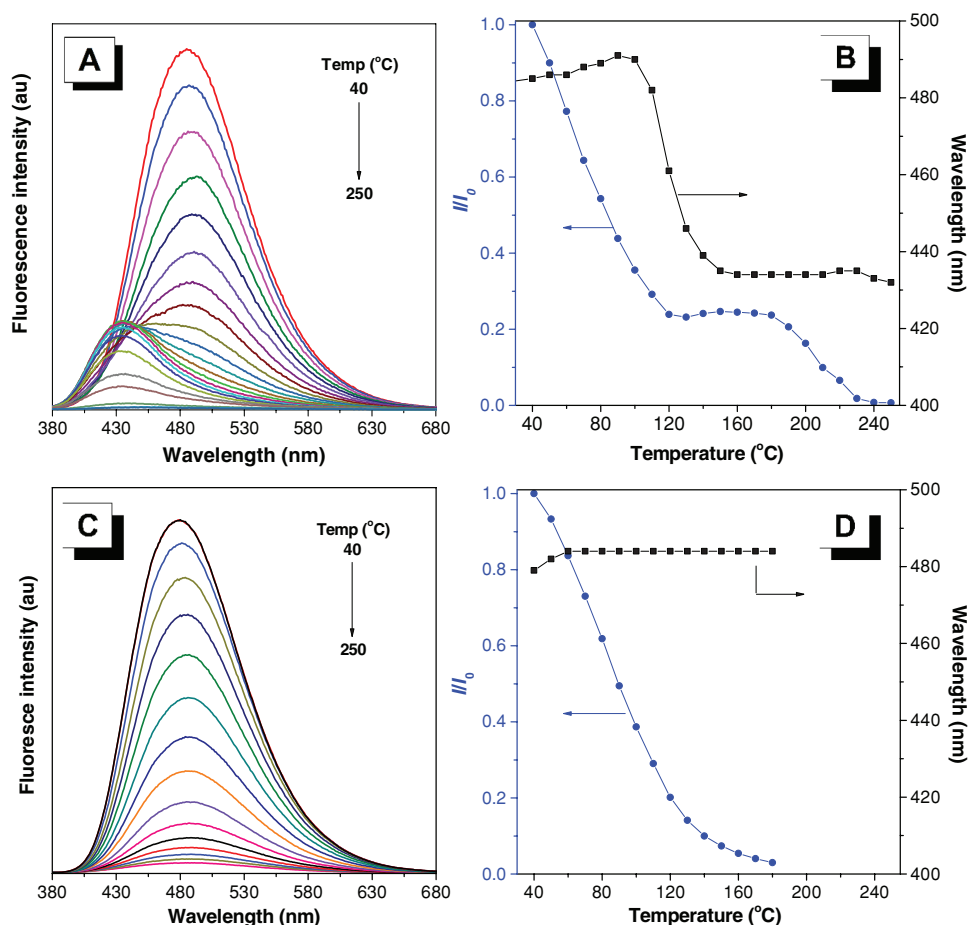 A
Temp (°C)
40
250
Fluorescence intensity (au)
380 430 480 530 580 630 680
Wavelength (nm)
B
1.0
0.8
0.6
0.4
0.2
0.0
I/I0
500
480
460
440
420
400
Wavelength (nm)
40 80 120 160 200 240
Temperature (°C)
C
Temp (°C)
40
250
Fluoresce intensity (au)
380 430 480 530 580 630 680
Wavelength (nm)
D
1.0
0.8
0.6
0.4
0.2
0.0
I/I0
500
480
460
440
420
400
Wavelength (nm)
40 80 120 160 200 240
Temperature (°C)